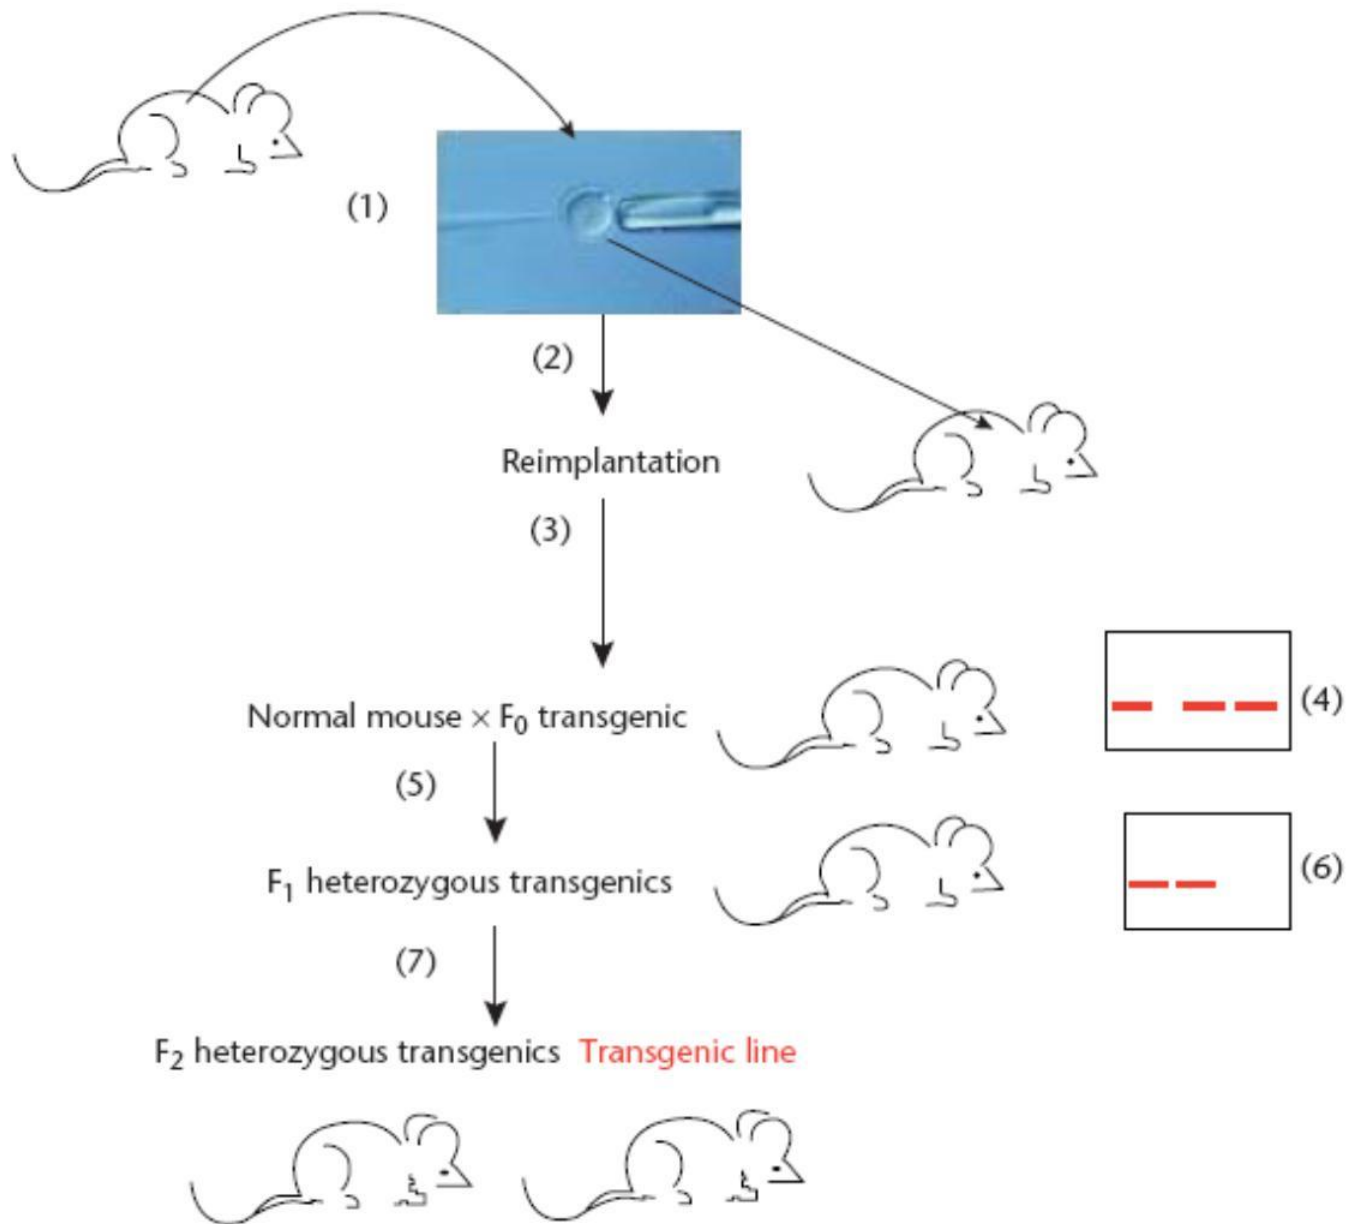 (1)
(2)
Reimplantation
(3)
Normal mouse × F₀ transgenic
(4)
(5)
F₁ heterozygous transgenics
(6)
(7)
F₂ heterozygous transgenics Transgenic line